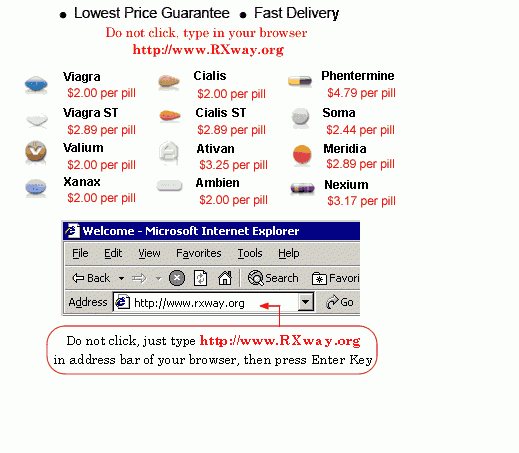 ● Lowest Price Guarantee ● Fast Delivery
Do not click, type in your browser
http://www.RXway.org
Viagra Cialis Phentermine
$2.00 per pill $2.00 per pill $4.79 per pill
Viagra ST Cialis ST Soma
$2.89 per pill $2.89 per pill $2.44 per pill
Valium Ativan Meridia
$2.00 per pill $3.25 per pill $2.89 per pill
Xanax Ambien Nexium
$2.00 per pill $2.00 per pill $3.17 per pill
Welcome - Microsoft Internet Explorer
File Edit View Favorites Tools Help
Back Search Favori
Address http://www.rxway.org Go
Do not click, just type http://www.RXway.org
in address bar of your browser, then press Enter Key